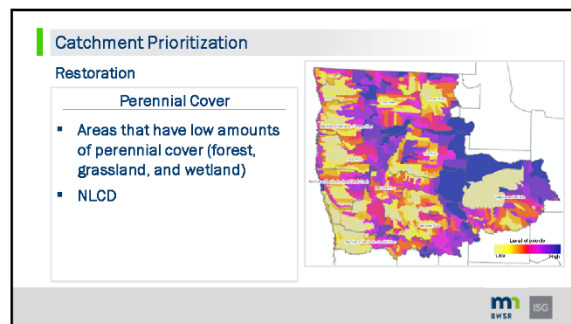 Catchment Prioritization
Restoration
Perennial Cover
▪ Areas that have low amounts
of perennial cover (forest,
grassland, and wetland)
▪ NLCD
Level of priority
Low
High
BWSR
ISG